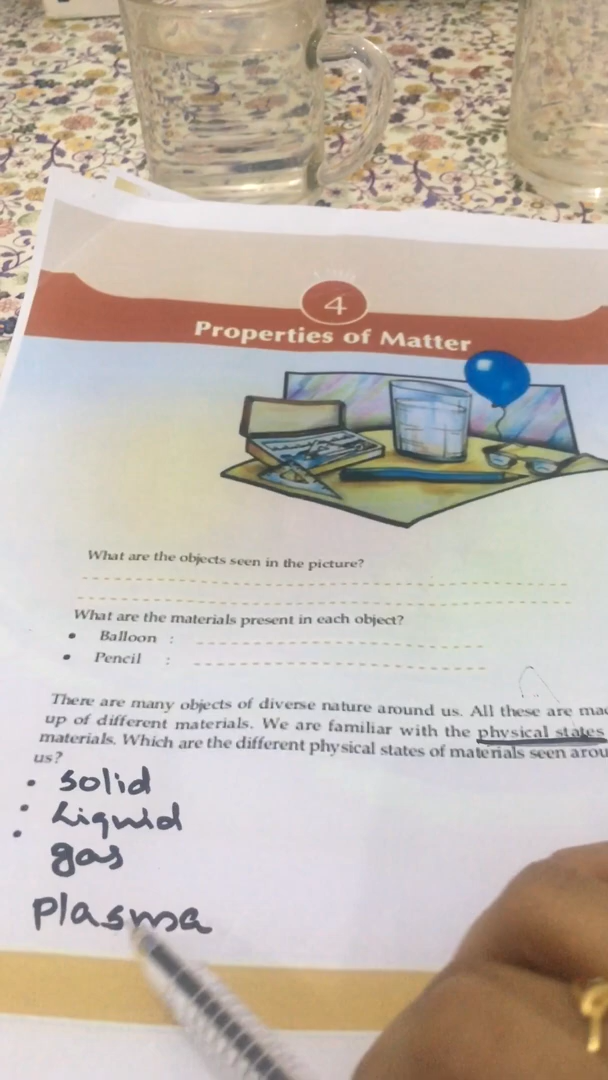 4
Properties of Matter
What are the objects seen in the picture?
What are the materials present in each object?
• Balloon :
• Pencil :
There are many objects of diverse nature around us. All these are
up of different materials. We are familiar with the physical states
materials. Which are the different physical states of materials seen
us?
• solid
• Liquid
• gas
Plasma